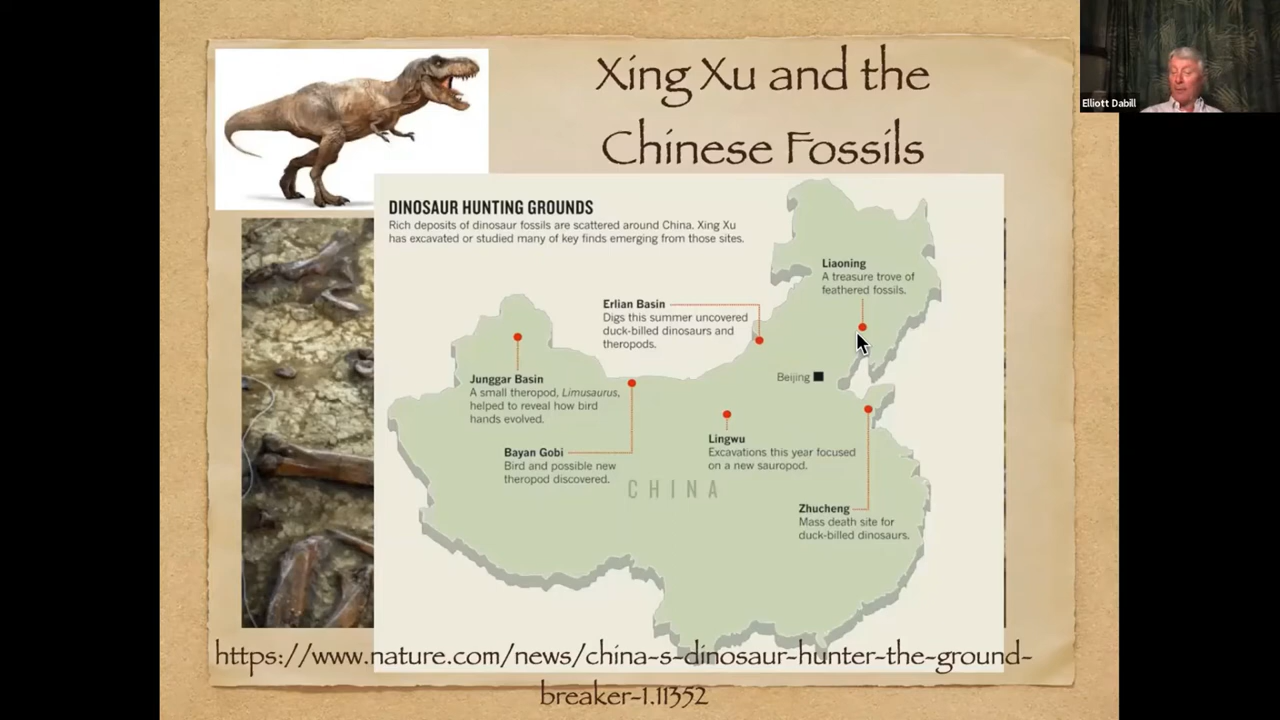 Xing Xu and the
Chinese Fossils
Elliott Dabill
DINOSAUR HUNTING GROUNDS
Rich deposits of dinosaur fossils are scattered around China. Xing Xu
has excavated or studied many of key finds emerging from those sites.
Liaoning
A treasure trove of
feathered fossils.
Erlian Basin
Digs this summer uncovered
duck-billed dinosaurs and
theropods.
Junggar Basin
A small theropod, Limusaurus,
helped to reveal how bird
hands evolved.
Beijing
Bayan Gobi
Bird and possible new
theropod discovered.
Lingwu
Excavations this year focused
on a new sauropod.
CHINA
Zhucheng
Mass death site for
duck-billed dinosaurs.
https://www.nature.com/news/china-s-dinosaur-hunter-the-ground-
breaker-1.11352